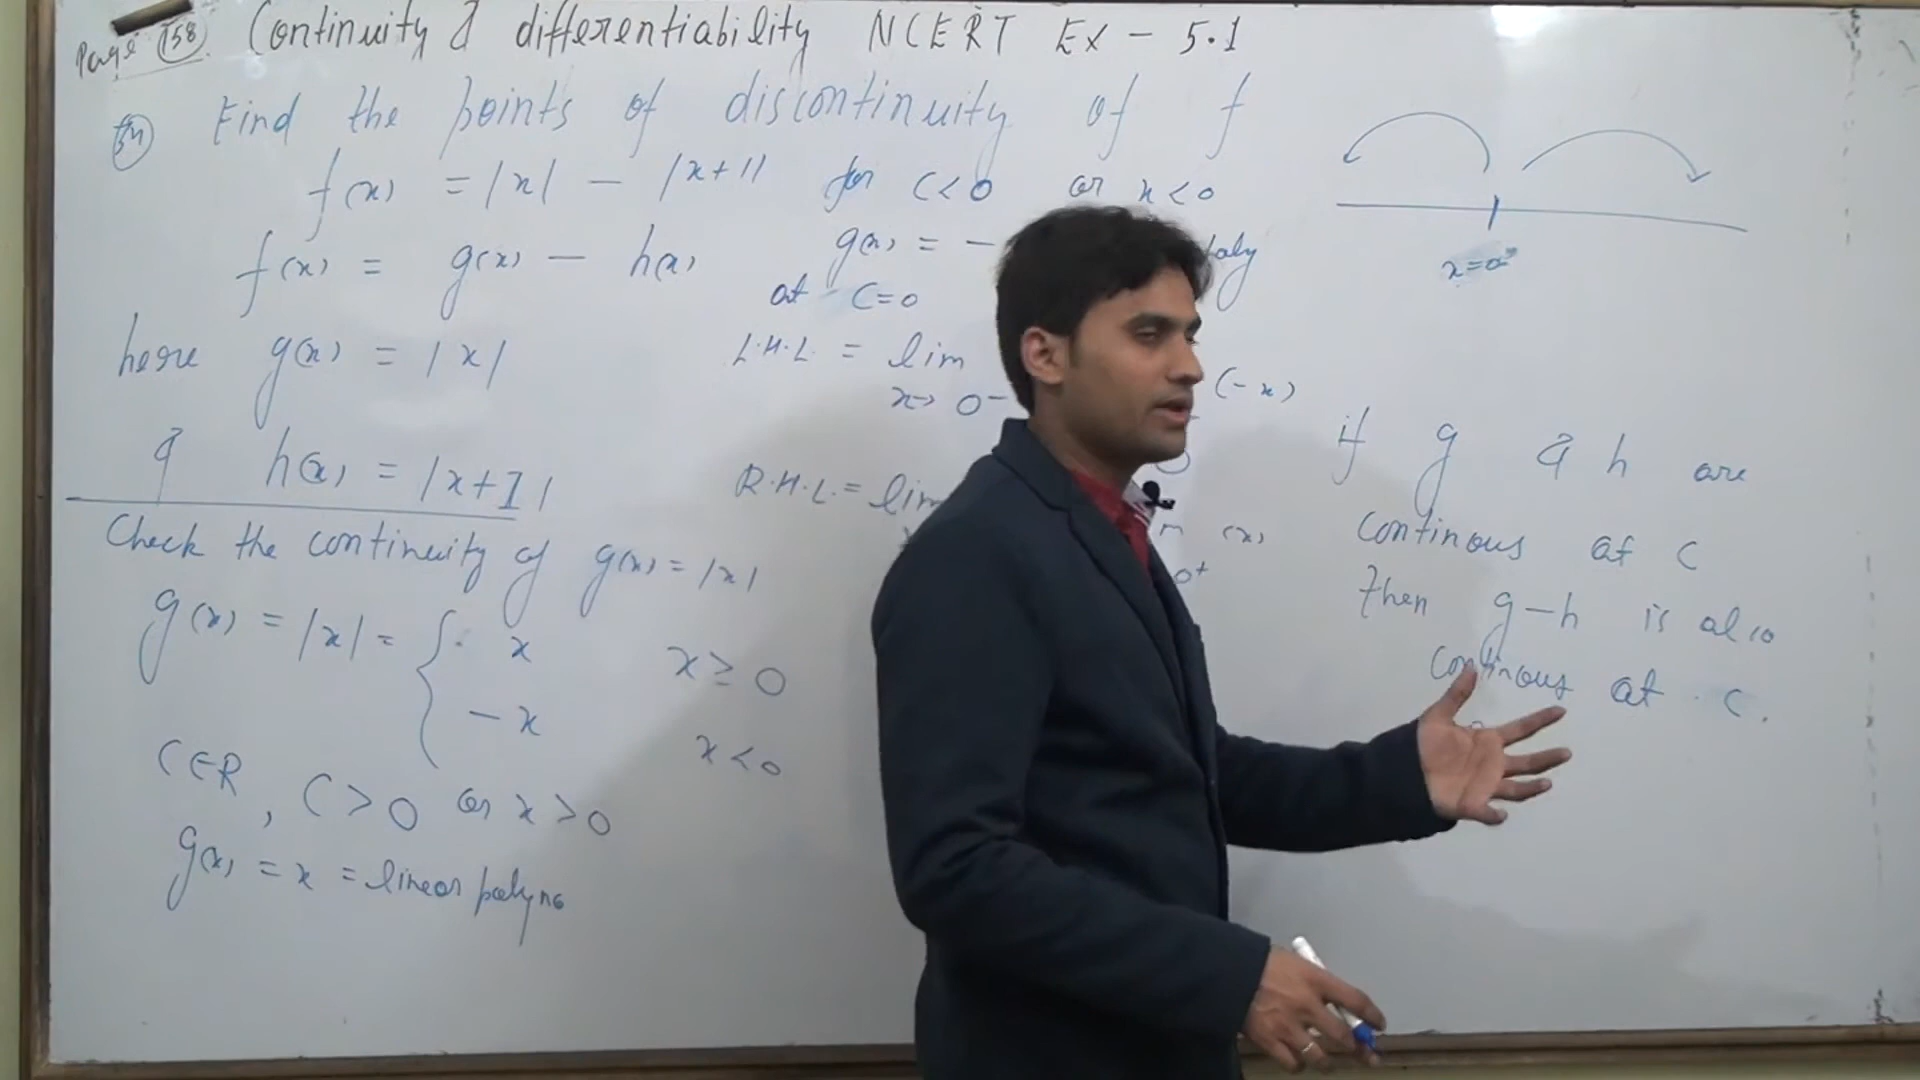 Page 158 Continuity & differentiability NCERT Ex - 5.1
34 Find the points of discontinuity of f
f(x) = |x| - |x+1|
f(x) = g(x) - h(x)
here g(x) = |x|
& h(x) = |x+1|
Check the continuity of g(x) = |x|
g(x) = |x| = { x x ≥ 0
- x x < 0
C∈R, C > 0 or x > 0
g(x) = x = linear polyno
for C < 0 or x < 0
g(x) = -
at C = 0
L.H.L. = lim (-x)
x→0-
R.H.L. = lim (x)
0+
x=0
if g & h are
continous at C
then g-h is also
continous at C.